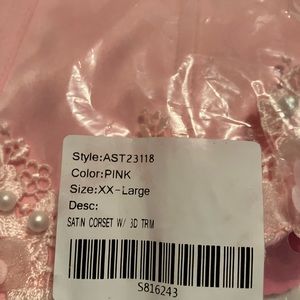 Style:AST23118
Color:PINK
Size:XX-Large
Desc:
SATIN CORSET W/ 3D TRIM
S816243